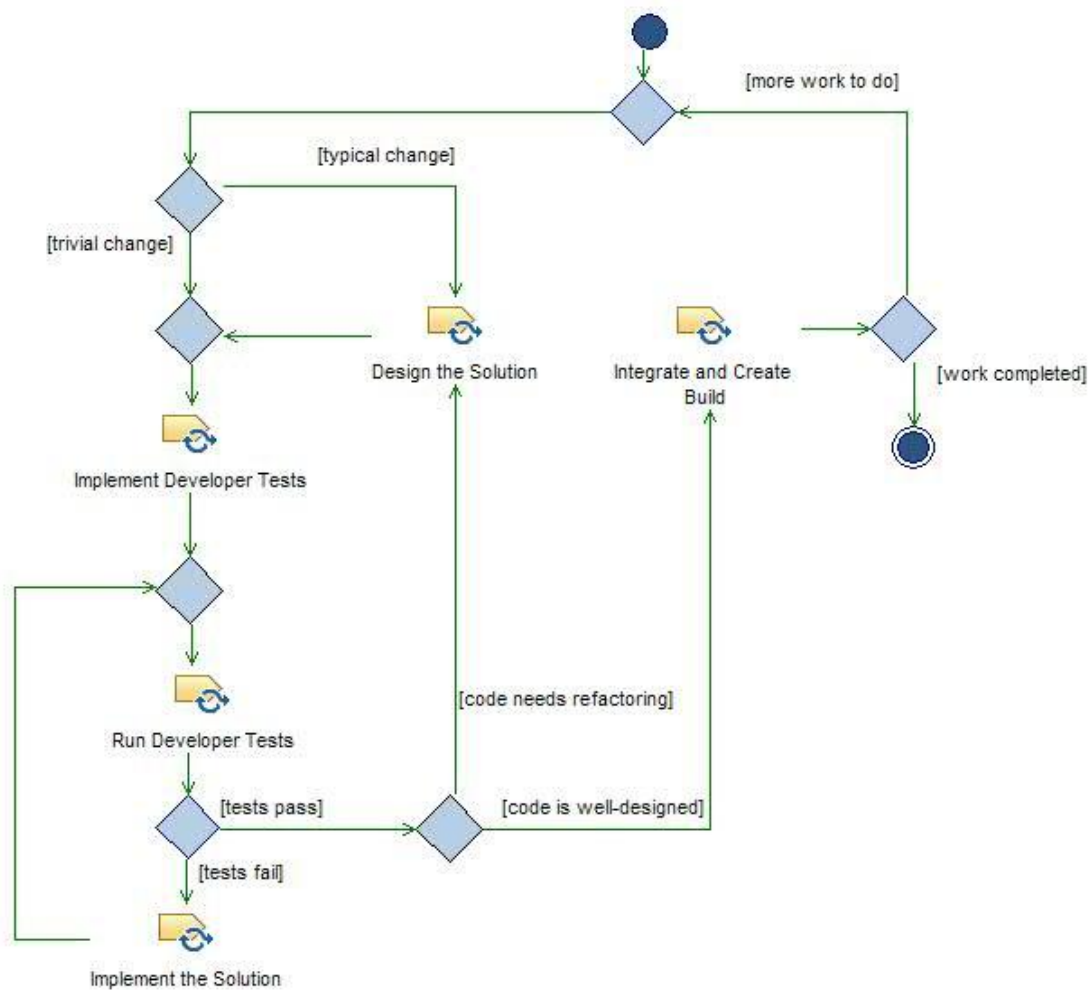 [more work to do]
[typical change]
[trivial change]
Design the Solution
Integrate and Create
Build
[work completed]
Implement Developer Tests
[code needs refactoring]
Run Developer Tests
[tests pass]
[code is well-designed]
[tests fail]
Implement the Solution